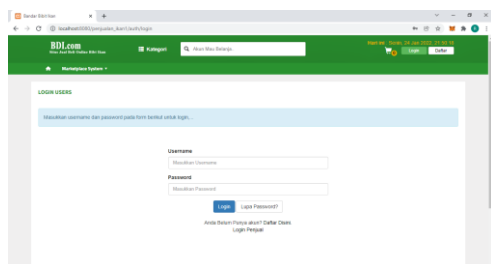 Bandar Bibit Ikan
localhost:8080/penjualan_ikan1/auth/login
BDI.com
Kategori
Akan Mau Belanja..
Login
Daftar
Marketplace System
LOGIN USERS
Masukkan username dan password pada form berikut untuk login...
Username
Masukkan Username
Password
Masukkan Password
Login
Lupa Password?
Anda Belum Punya akun? Daftar Disini.
Login Penjual